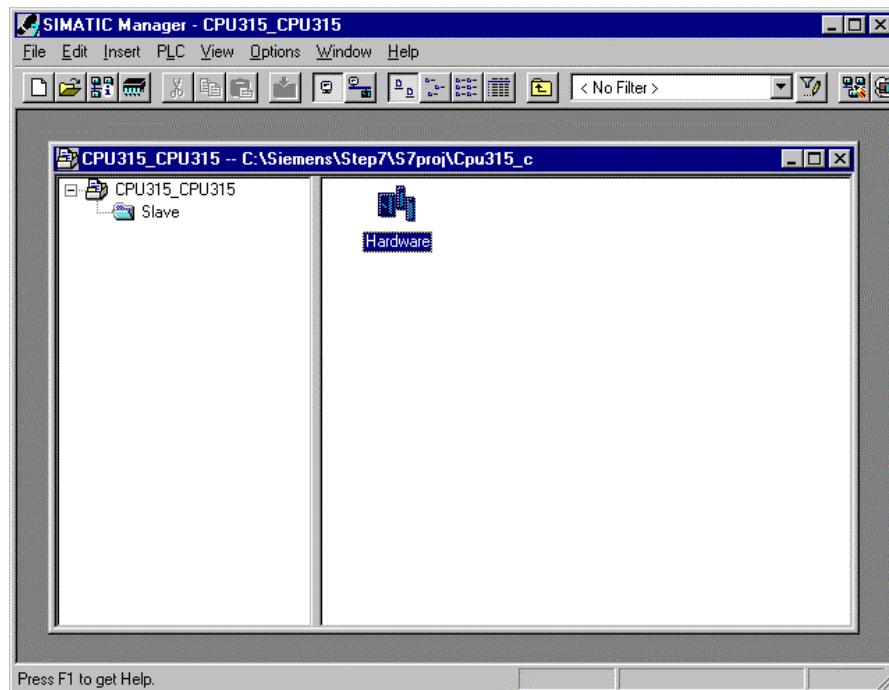 SIMATIC Manager - CPU315_CPU315
File Edit Insert PLC View Options Window Help
< No Filter >
CPU315_CPU315 -- C:\Siemens\Step7\S7proj\Cpu315_c
CPU315_CPU315
Slave
Hardware
Press F1 to get Help.